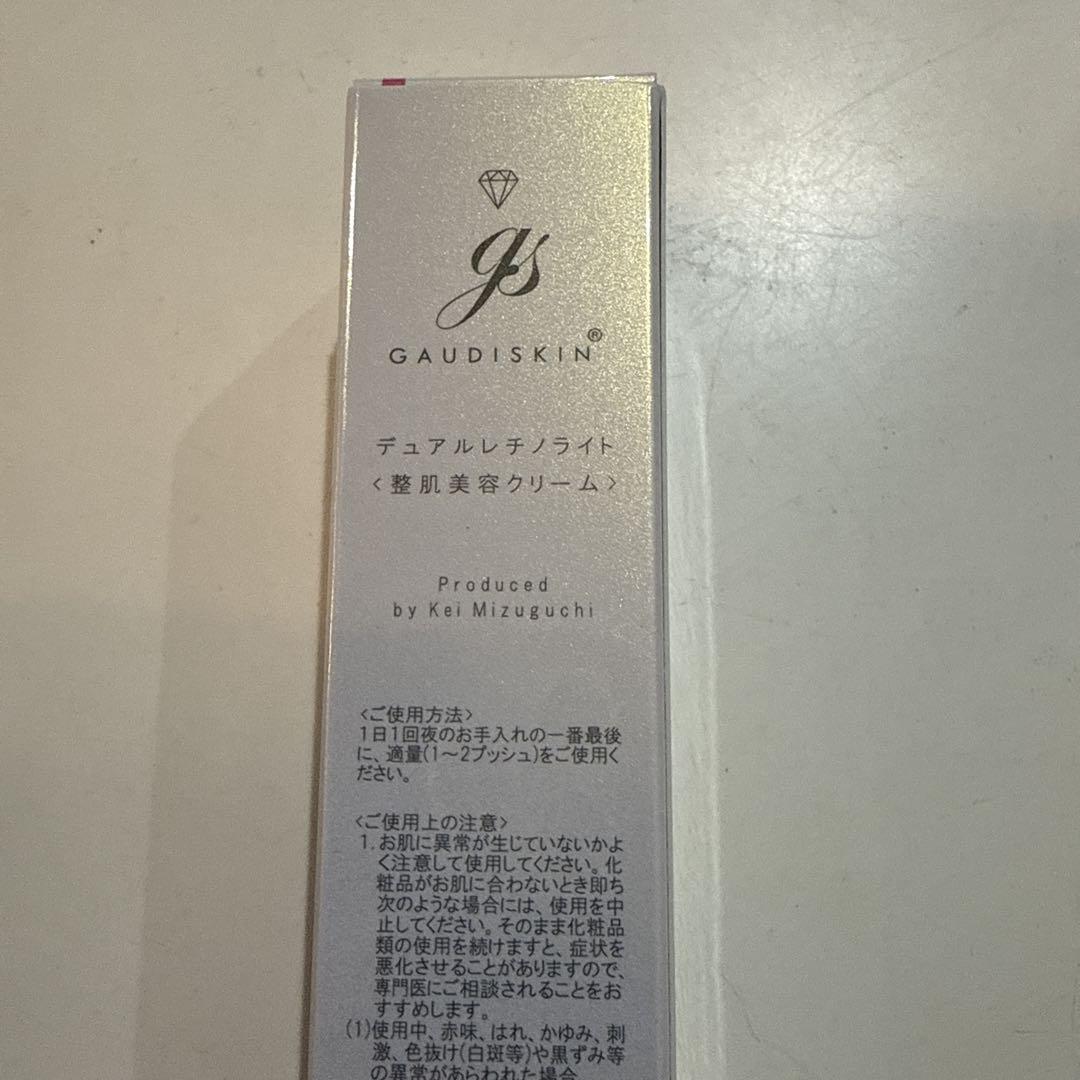 gs
GAUDISKIN®
デュアルレチノライト
<整肌美容クリーム>
Produced
by Kei Mizuguchi
<ご使用方法>
1日1回夜のお手入れの一番最後
に、適量(1〜2プッシュ)をご使用く
ださい。
<ご使用上の注意>
1. お肌に異常が生じていないかよ
く注意して使用してください。化
粧品がお肌に合わないとき即ち
次のような場合には、使用を中
止してください。そのまま化粧品
類の使用を続けますと、症状を
悪化させることがありますので、
専門医にご相談されることをお
すすめします。
(1)使用中、赤味、はれ、かゆみ、刺
激、色抜け(白斑等)や黒ずみ等
の異常があらわれた場合